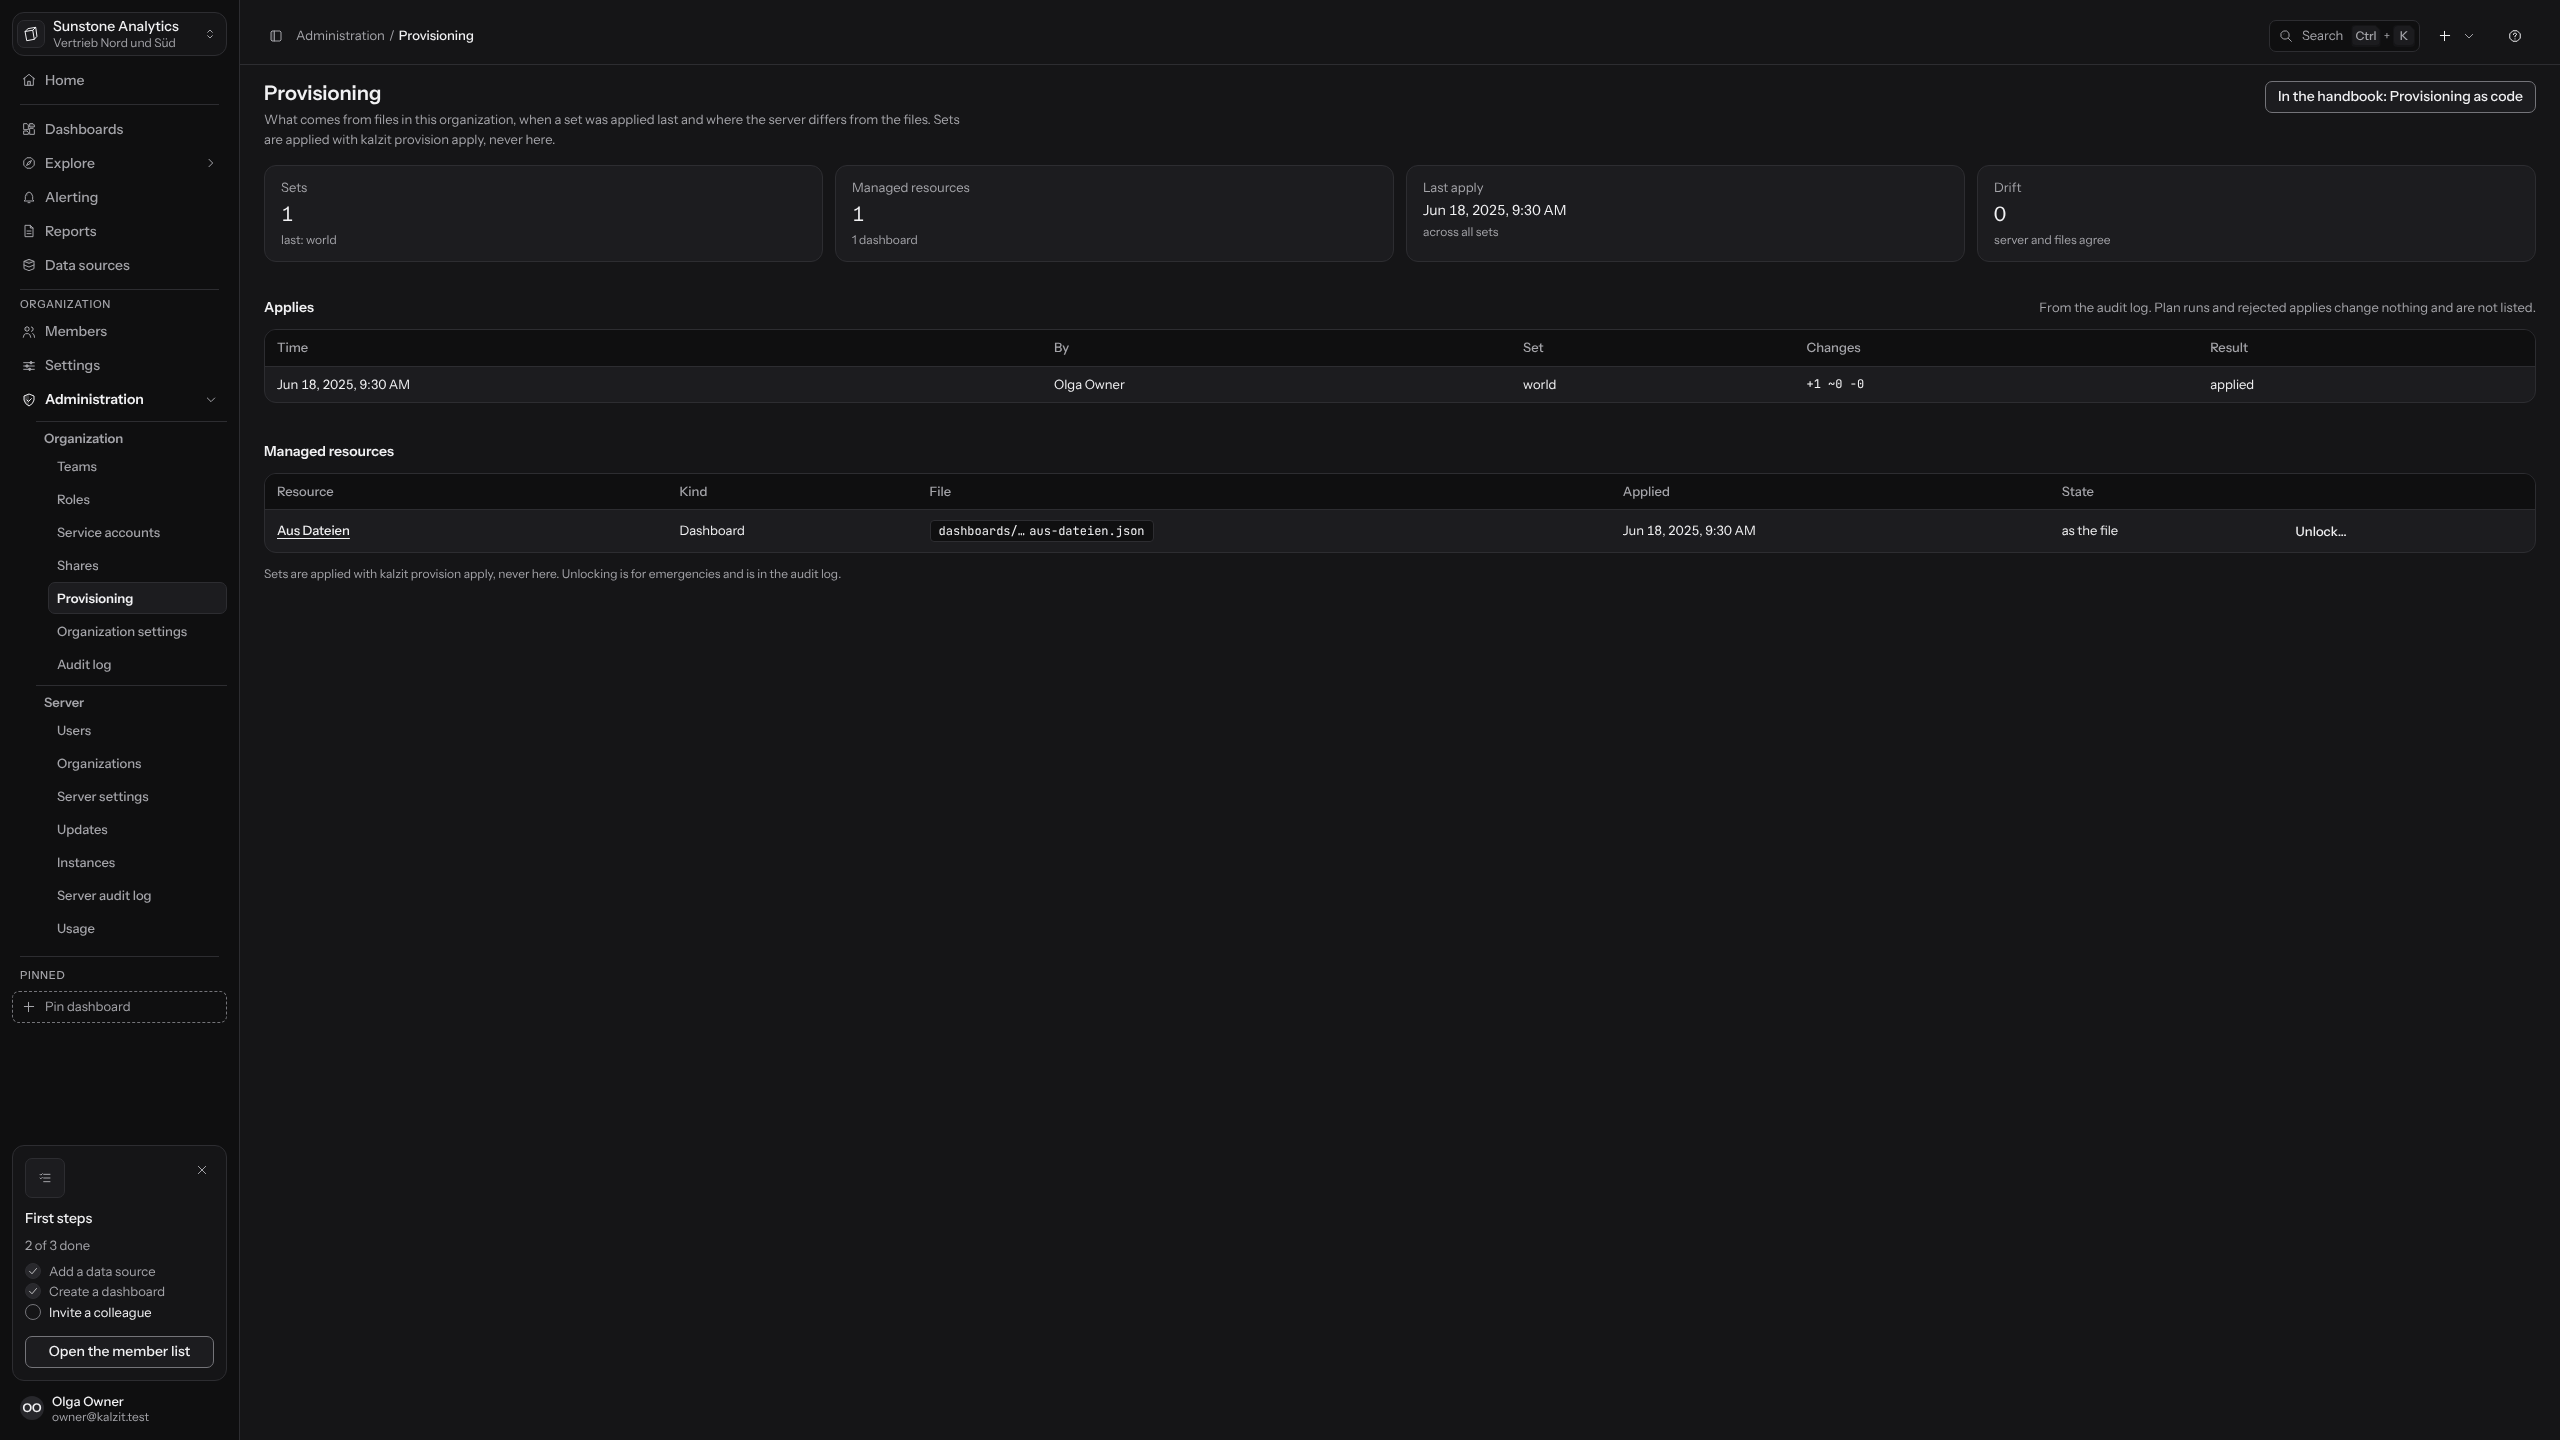 Sunstone Analytics
Vertrieb Nord und Süd
Home
Dashboards
Explore
Alerting
Reports
Data sources
ORGANIZATION
Members
Settings
Administration
Organization
Teams
Roles
Service accounts
Shares
Provisioning
Organization settings
Audit log
Server
Users
Organizations
Server settings
Updates
Instances
Server audit log
Usage
PINNED
Pin dashboard
First steps
2 of 3 done
Add a data source
Create a dashboard
Invite a colleague
Open the member list
OO
Olga Owner
owner@kalzit.test
Administration / Provisioning
Search Ctrl + K
Provisioning
In the handbook: Provisioning as code
What comes from files in this organization, when a set was applied last and where the server differs from the files. Sets
are applied with kalzit provision apply, never here.
Sets
1
last: world
Managed resources
1
1 dashboard
Last apply
Jun 18, 2025, 9:30 AM
across all sets
Drift
0
server and files agree
Applies
From the audit log. Plan runs and rejected applies change nothing and are not listed.
Time By Set Changes Result
Jun 18, 2025, 9:30 AM Olga Owner world +1 ~0 -0 applied
Managed resources
Resource Kind File Applied State
Aus Dateien Dashboard dashboards/… aus-dateien.json Jun 18, 2025, 9:30 AM as the file Unlock…
Sets are applied with kalzit provision apply, never here. Unlocking is for emergencies and is in the audit log.